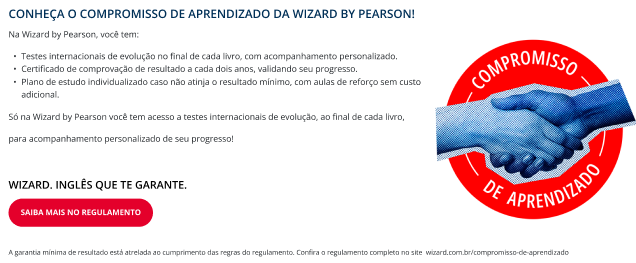 CONHEÇA O COMPROMISSO DE APRENDIZADO DA WIZARD BY PEARSON!
Na Wizard by Pearson, você tem:
• Testes internacionais de evolução no final de cada livro, com acompanhamento personalizado.
• Certificado de comprovação de resultado a cada dois anos, validando seu progresso.
• Plano de estudo individualizado caso não atinja o resultado mínimo, com aulas de reforço sem custo
adicional.
Só na Wizard by Pearson você tem acesso a testes internacionais de evolução, ao final de cada livro,
para acompanhamento personalizado de seu progresso!
COMPROMISSO
DE APRENDIZADO
WIZARD. INGLÊS QUE TE GARANTE.
SAIBA MAIS NO REGULAMENTO
A garantia mínima de resultado está atrelada ao cumprimento das regras do regulamento. Confira o regulamento completo no site wizard.com.br/compromisso-de-aprendizado